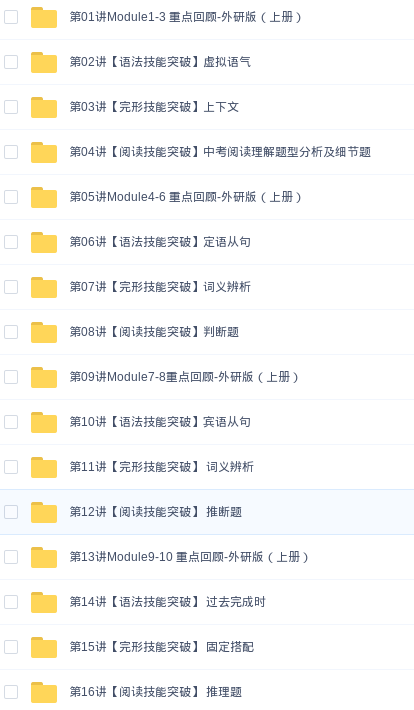 第01讲Module1-3 重点回顾-外研版（上册）
第02讲【语法技能突破】虚拟语气
第03讲【完形技能突破】上下文
第04讲【阅读技能突破】中考阅读理解题型分析及细节题
第05讲Module4-6 重点回顾-外研版（上册）
第06讲【语法技能突破】定语从句
第07讲【完形技能突破】词义辨析
第08讲【阅读技能突破】判断题
第09讲Module7-8重点回顾-外研版（上册）
第10讲【语法技能突破】宾语从句
第11讲【完形技能突破】 词义辨析
第12讲【阅读技能突破】 推断题
第13讲Module9-10 重点回顾-外研版（上册）
第14讲【语法技能突破】 过去完成时
第15讲【完形技能突破】 固定搭配
第16讲【阅读技能突破】 推理题